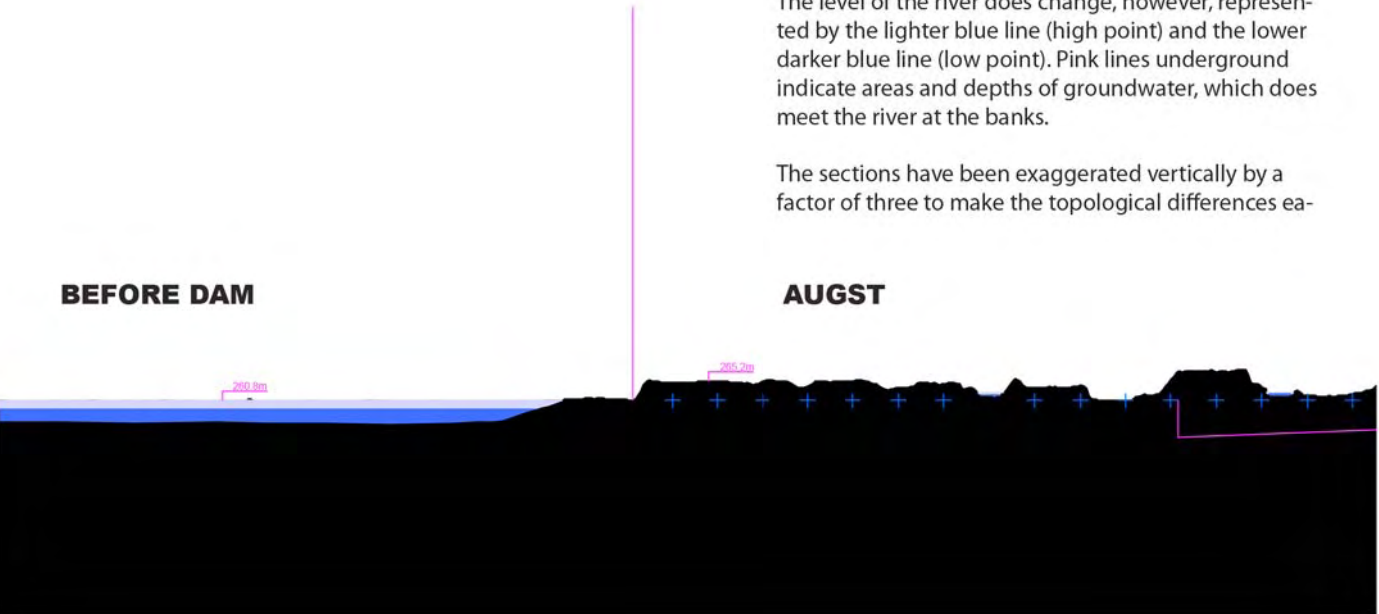 The level of the river does change, however, represen-
ted by the lighter blue line (high point) and the lower
darker blue line (low point). Pink lines underground
indicate areas and depths of groundwater, which does
meet the river at the banks.
The sections have been exaggerated vertically by a
factor of three to make the topological differences ea-
BEFORE DAM
AUGST
265.2m
260.8m